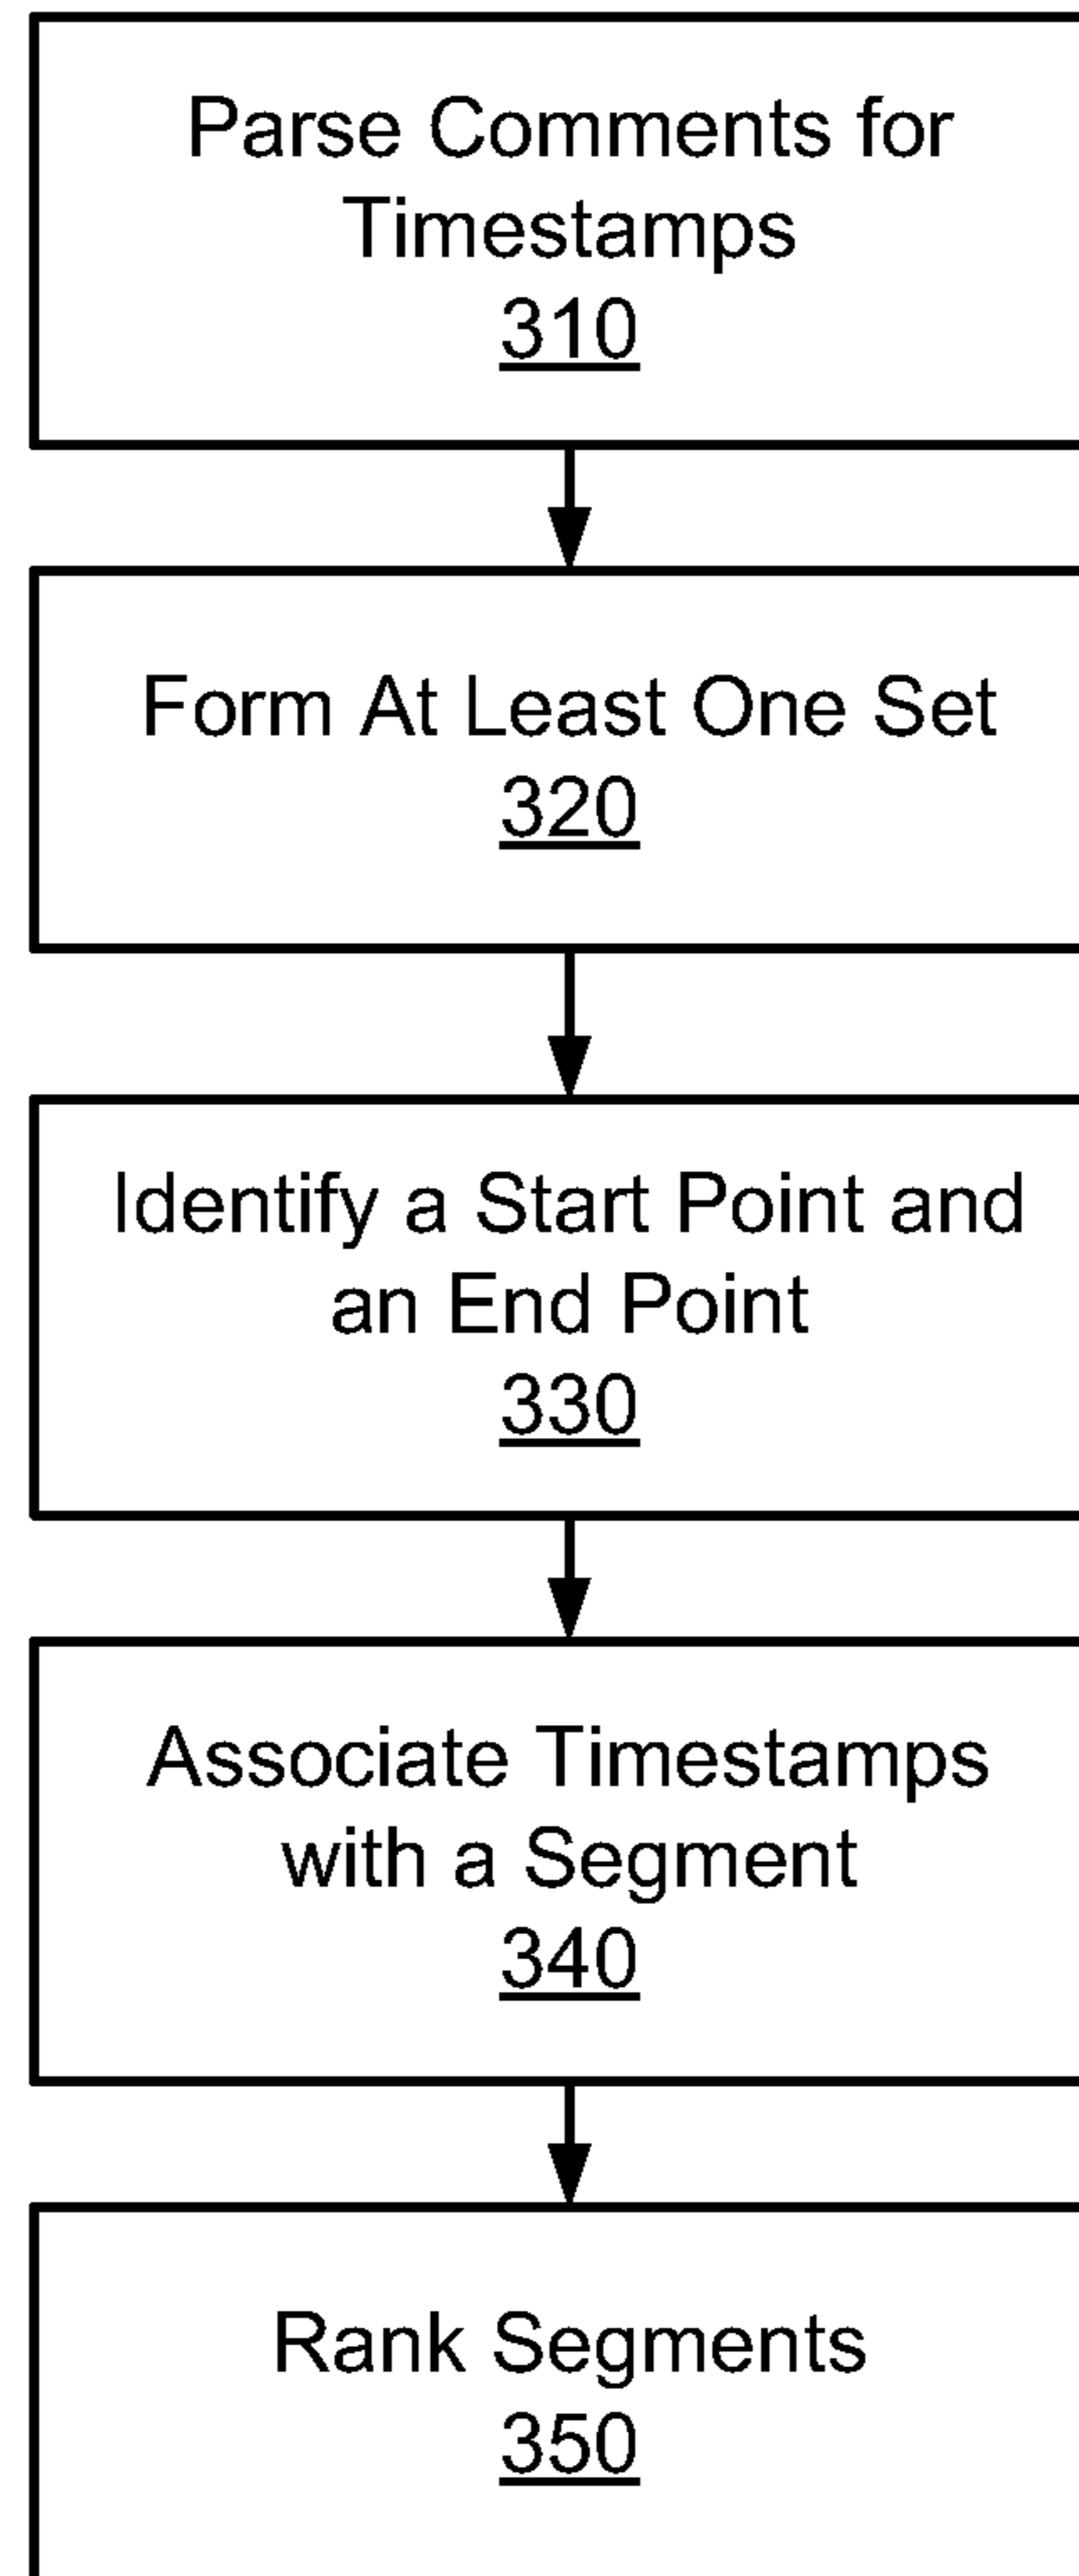 Parse Comments for
Timestamps
310
Form At Least One Set
320
Identify a Start Point and
an End Point
330
Associate Timestamps
with a Segment
340
Rank Segments
350